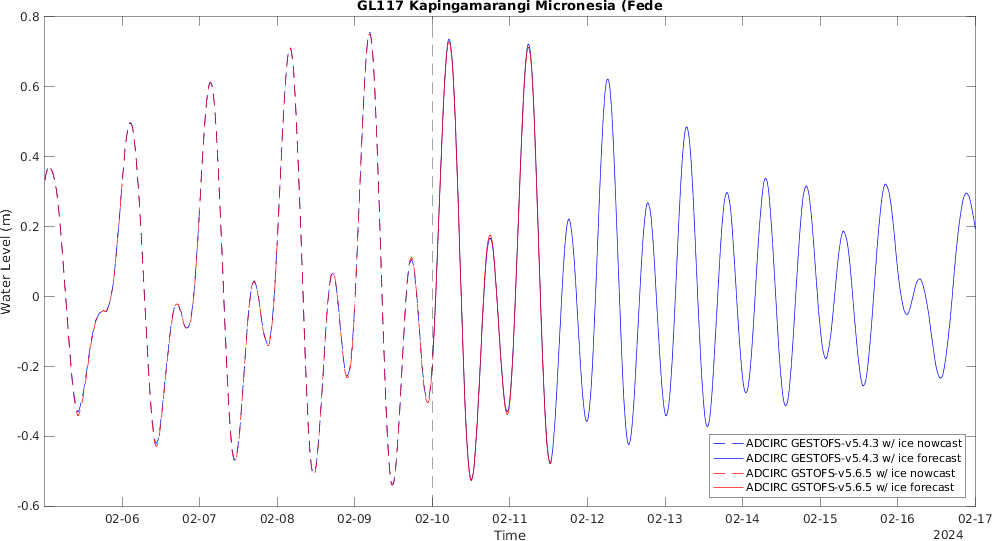 GL117 Kapingamarangi Micronesia (Fede
0.8
0.6
0.4
0.2
0
-0.2
-0.4
-0.6
Water Level (m)
ADCIRC GESTOFS-v5.4.3 w/ ice nowcast
ADCIRC GESTOFS-v5.4.3 w/ ice forecast
ADCIRC GSTOFS-v5.6.5 w/ ice nowcast
ADCIRC GSTOFS-v5.6.5 w/ ice forecast
02-06 02-07 02-08 02-09 02-10 02-11 02-12 02-13 02-14 02-15 02-16 02-17
Time
2024